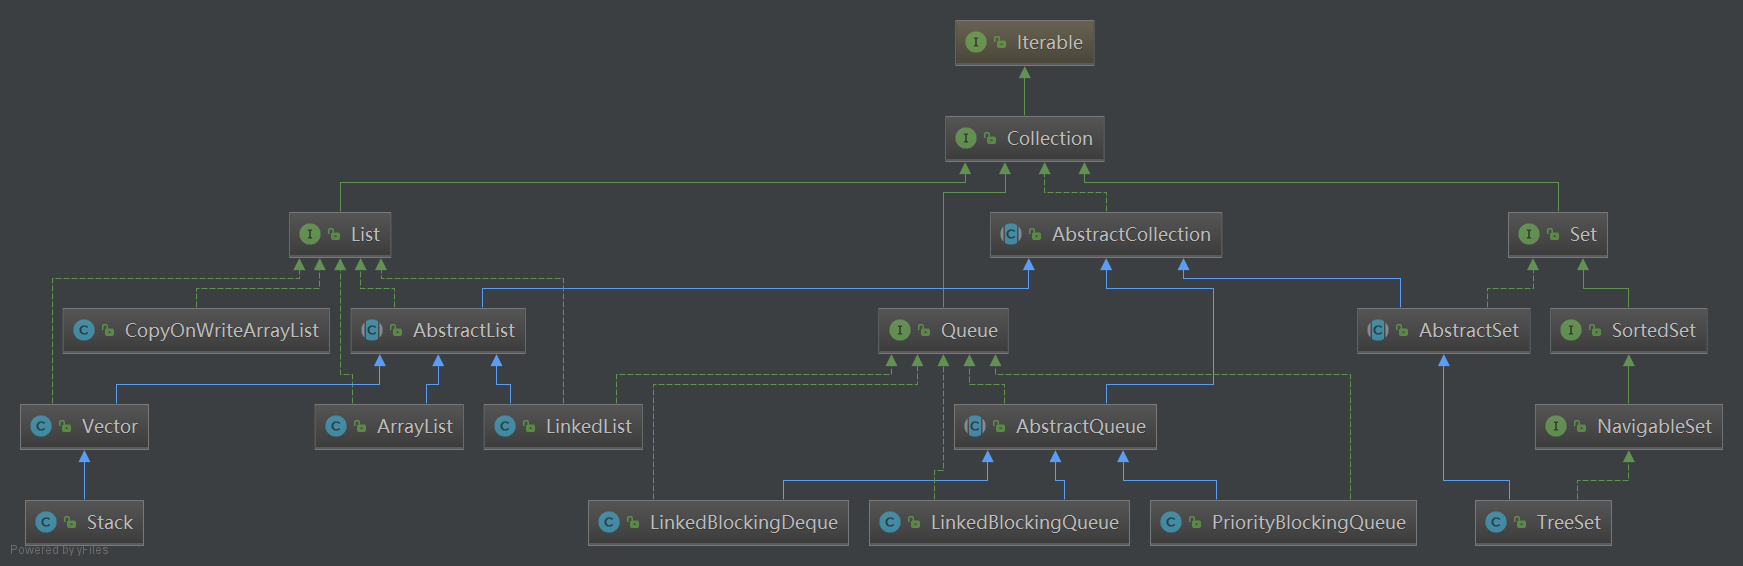 Iterable
Collection
List
AbstractCollection
Set
CopyOnWriteArrayList
AbstractList
Queue
AbstractSet
SortedSet
Vector
ArrayList
LinkedList
AbstractQueue
NavigableSet
Stack
LinkedBlockingDeque
LinkedBlockingQueue
PriorityBlockingQueue
TreeSet
Powered by yFiles